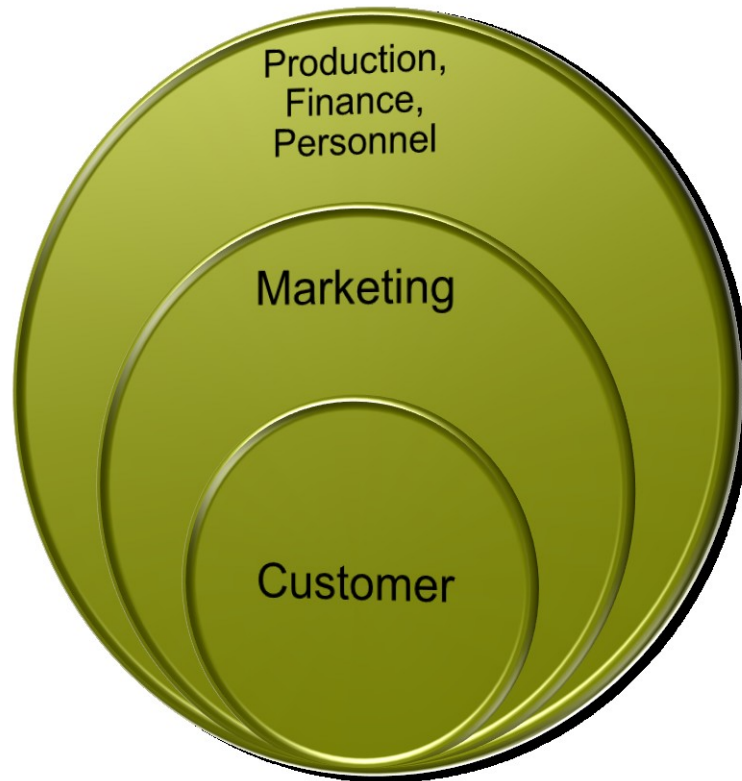 Production,
Finance,
Personnel
Marketing
Customer